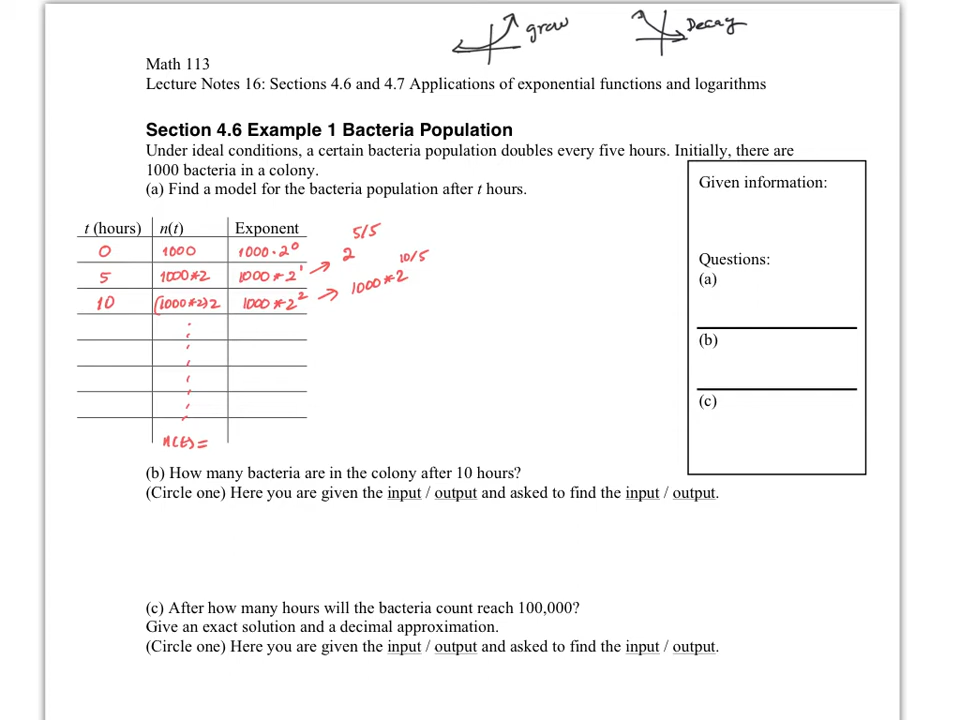 grow
Decay
Math 113
Lecture Notes 16: Sections 4.6 and 4.7 Applications of exponential functions and logarithms
Section 4.6 Example 1 Bacteria Population
Under ideal conditions, a certain bacteria population doubles every five hours. Initially, there are
1000 bacteria in a colony.
(a) Find a model for the bacteria population after t hours.
t (hours) n(t) Exponent
0 1000 1000·2⁰
5 1000*2 1000*2¹ → 2^(5/5)
10 (1000*2)2 1000*2² → 1000*2^(10/5)
n(t)=
Given information:
Questions:
(a)
(b)
(c)
(b) How many bacteria are in the colony after 10 hours?
(Circle one) Here you are given the input / output and asked to find the input / output.
(c) After how many hours will the bacteria count reach 100,000?
Give an exact solution and a decimal approximation.
(Circle one) Here you are given the input / output and asked to find the input / output.